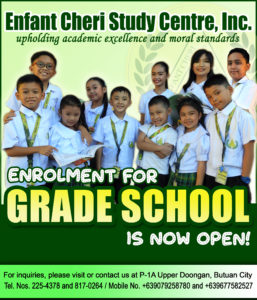 Enfant Cheri Study Centre, Inc.
upholding academic excellence and moral standards
ENROLMENT FOR
GRADE SCHOOL
IS NOW OPEN!
For inquiries, please visit or contact us at P-1A Upper Doongan, Butuan City
Tel. Nos. 225-4378 and 817-0264 / Mobile No. +639079258780 and +639677582527